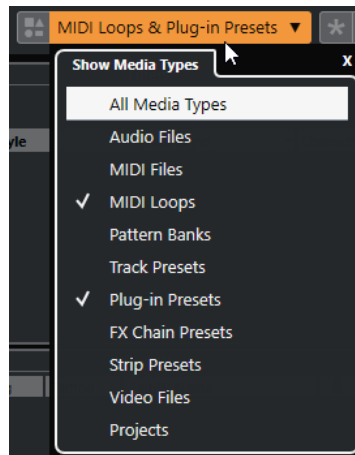 MIDI Loops & Plug-in Presets
Show Media Types
X
yle
All Media Types
Audio Files
MIDI Files
MIDI Loops
Pattern Banks
Track Presets
Plug-in Presets
FX Chain Presets
Strip Presets
Video Files
Projects